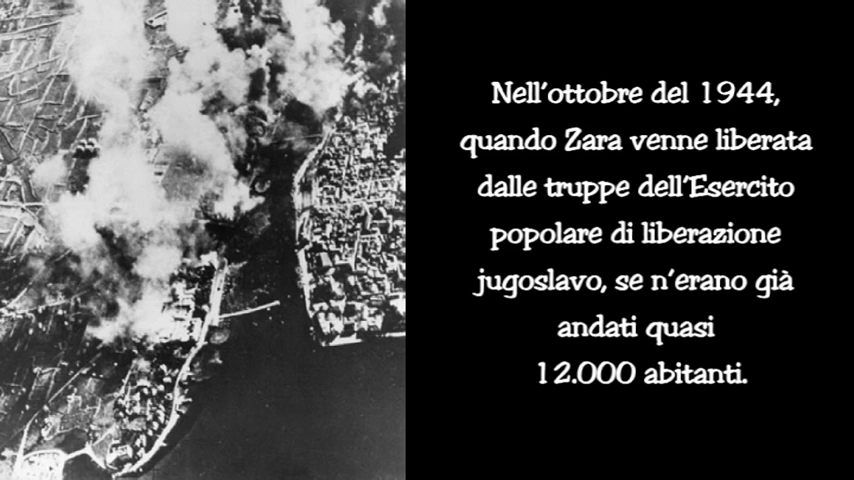 Nell'ottobre del 1944,
quando Zara venne liberata
dalle truppe dell'Esercito
popolare di liberazione
jugoslavo, se n'erano già
andati quasi
12.000 abitanti.